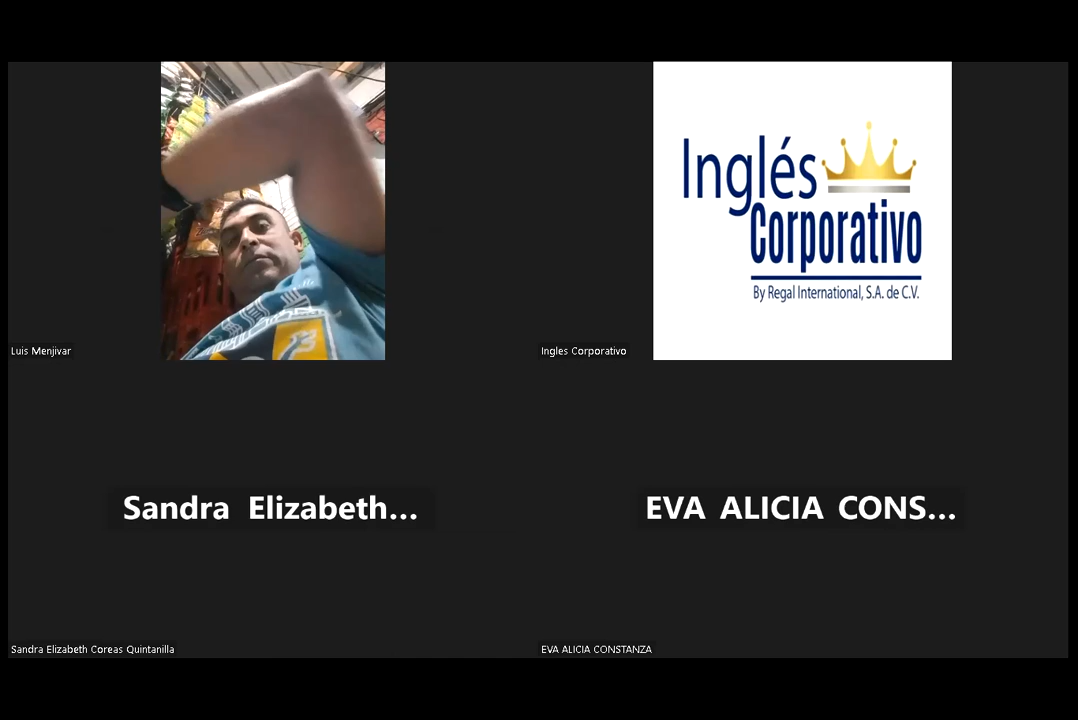 Inglés
Corporativo
By Regal International, S.A. de C.V.
Luis Menjivar
Ingles Corporativo
Sandra Elizabeth...
EVA ALICIA CONS...
Sandra Elizabeth Coreas Quintanilla
EVA ALICIA CONSTANZA